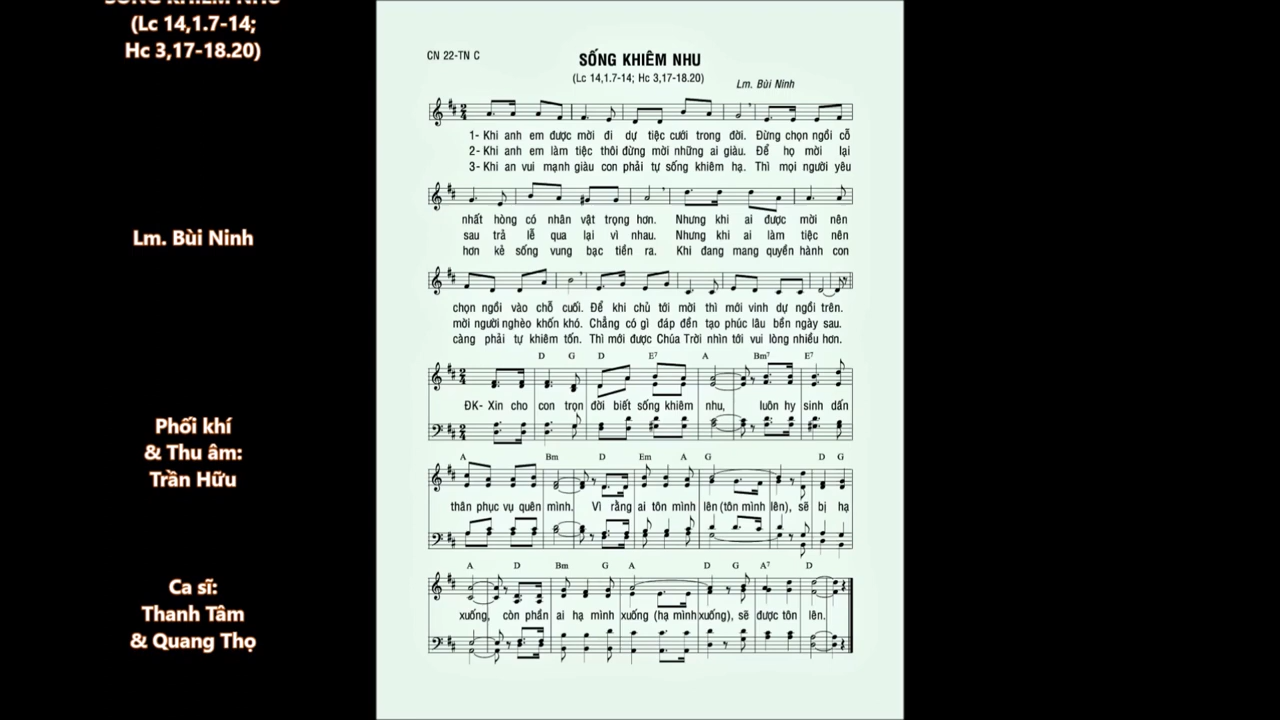 SỐNG KHIÊM NHU
(Lc 14,1.7-14;
Hc 3,17-18.20)
Lm. Bùi Ninh
Phối khí
& Thu âm:
Trần Hữu
Ca sĩ:
Thanh Tâm
& Quang Thọ
CN 22-TN C
SỐNG KHIÊM NHU
(Lc 14,1.7-14; Hc 3,17-18.20)
Lm. Bùi Ninh
1- Khi anh em được mời đi dự tiệc cưới trong đời. Đừng chọn ngồi cỗ
2- Khi anh em làm tiệc thôi đừng mời những ai giàu. Để họ mời lại
3- Khi an vui mạnh giàu con phải tự sống khiêm hạ. Thì mọi người yêu
nhất hòng có nhân vật trọng hơn. Nhưng khi ai được mời nên
sau trả lễ qua lại vì nhau. Nhưng khi ai làm tiệc nên
hơn kẻ sống vung bạc tiền ra. Khi đang mang quyền hành con
chọn ngồi vào chỗ cuối. Để khi chủ tới mời thì mới vinh dự ngồi trên.
mời người nghèo khốn khó. Chẳng có gì đáp đền tạo phúc lâu bền ngày sau.
càng phải tự khiêm tốn. Thì mới được Chúa Trời nhìn tới vui lòng nhiều hơn.
D G D E7 A Bm7 E7
ĐK- Xin cho con trọn đời biết sống khiêm nhu, luôn hy sinh dấn
A Bm D Em A G D G
thân phục vụ quên mình. Vì rằng ai tôn mình lên (tôn mình lên), sẽ bị hạ
A D Bm G A D G A7 D
xuống, còn phần ai hạ mình xuống (hạ mình xuống), sẽ được tôn lên.